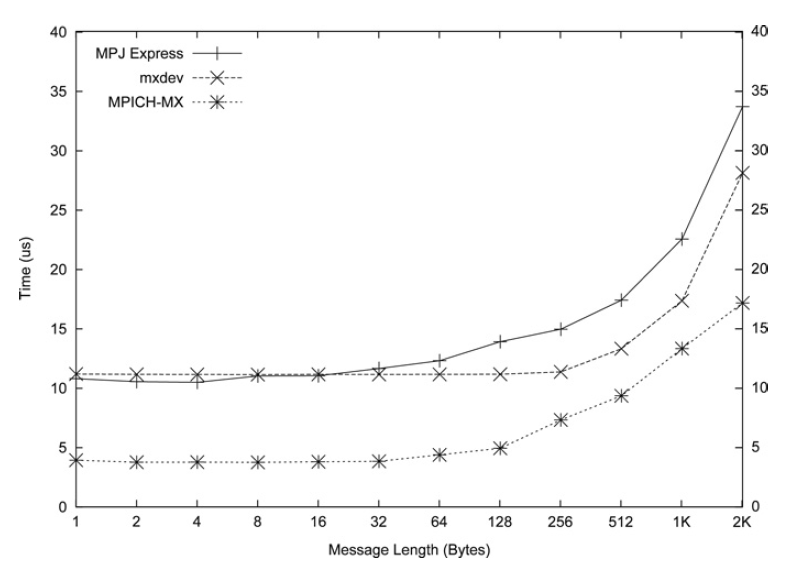 40 40
MPJ Express
35 mxdev 35
MPICH-MX
30 30
25 25
Time (us)
20 20
15 15
10 10
5 5
0 0
1 2 4 8 16 32 64 128 256 512 1K 2K
Message Length (Bytes)